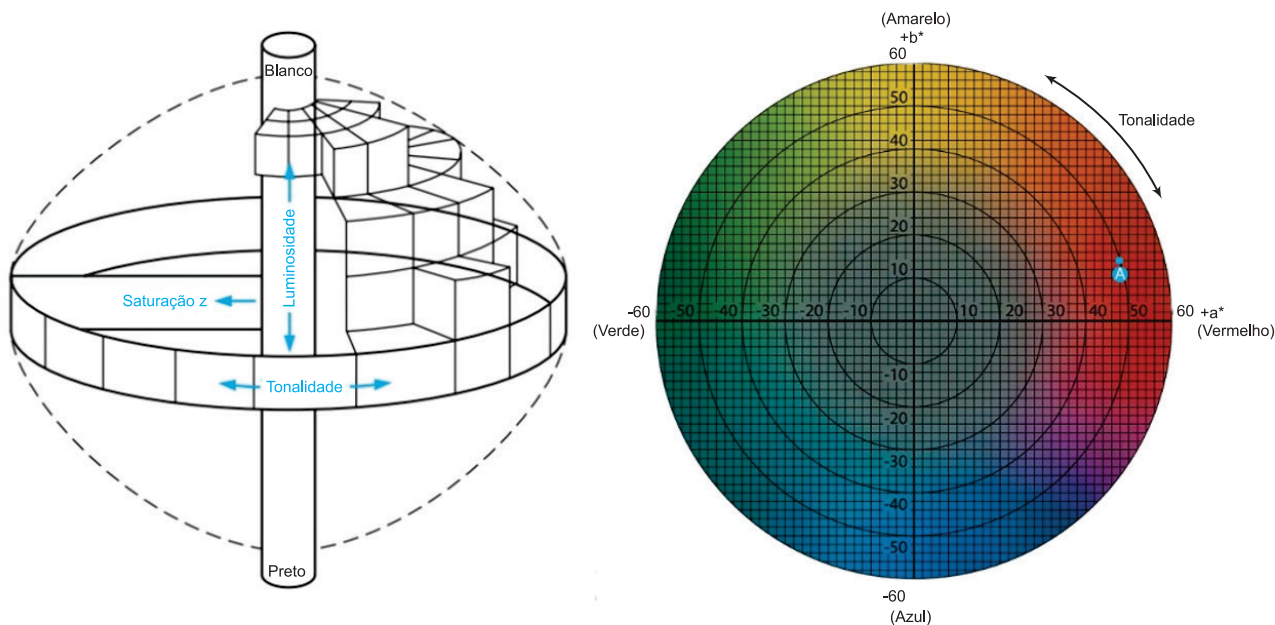 Blanco
Luminosidade
Saturação z
Tonalidade
Preto
(Amarelo)
+b*
60
50
40
30
20
10
Tonalidade
A
-60
-50
-40
-30
-20
-10
10
20
30
40
50
60
+a*
(Verde)
(Vermelho)
-10
-20
-30
-40
-50
-60
(Azul)